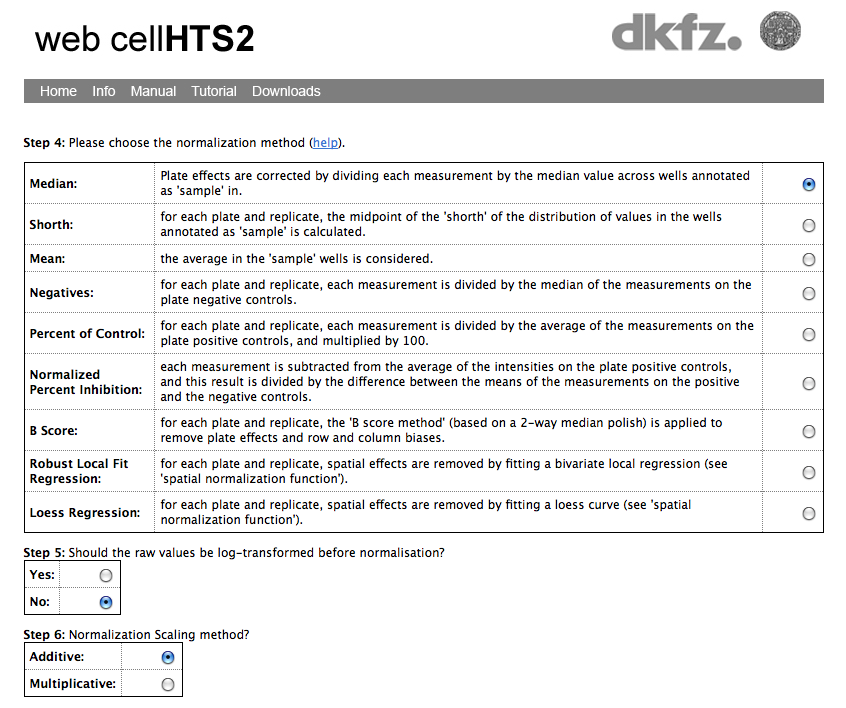 web cellHTS2
dkfz.
Home Info Manual Tutorial Downloads
Step 4: Please choose the normalization method (help).
Median:
Plate effects are corrected by dividing each measurement by the median value across wells annotated
as 'sample' in.
Shorth:
for each plate and replicate, the midpoint of the 'shorth' of the distribution of values in the wells
annotated as 'sample' is calculated.
Mean:
the average in the 'sample' wells is considered.
Negatives:
for each plate and replicate, each measurement is divided by the median of the measurements on the
plate negative controls.
Percent of Control:
for each plate and replicate, each measurement is divided by the average of the measurements on the
plate positive controls, and multiplied by 100.
Normalized
Percent Inhibition:
each measurement is subtracted from the average of the intensities on the plate positive controls,
and this result is divided by the difference between the means of the measurements on the positive
and the negative controls.
B Score:
for each plate and replicate, the 'B score method' (based on a 2-way median polish) is applied to
remove plate effects and row and column biases.
Robust Local Fit
Regression:
for each plate and replicate, spatial effects are removed by fitting a bivariate local regression (see
'spatial normalization function').
Loess Regression:
for each plate and replicate, spatial effects are removed by fitting a loess curve (see 'spatial
normalization function').
Step 5: Should the raw values be log-transformed before normalisation?
Yes:
No:
Step 6: Normalization Scaling method?
Additive:
Multiplicative: